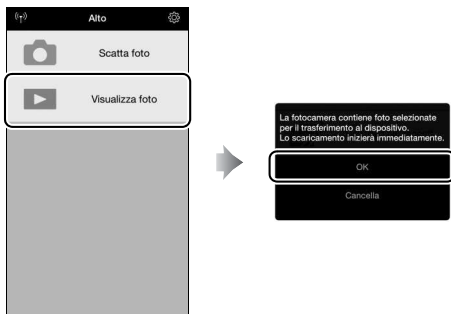 Alto
Scatta foto
Visualizza foto
La fotocamera contiene foto selezionate
per il trasferimento al dispositivo.
Lo scaricamento inizierà immediatamente.
OK
Cancella